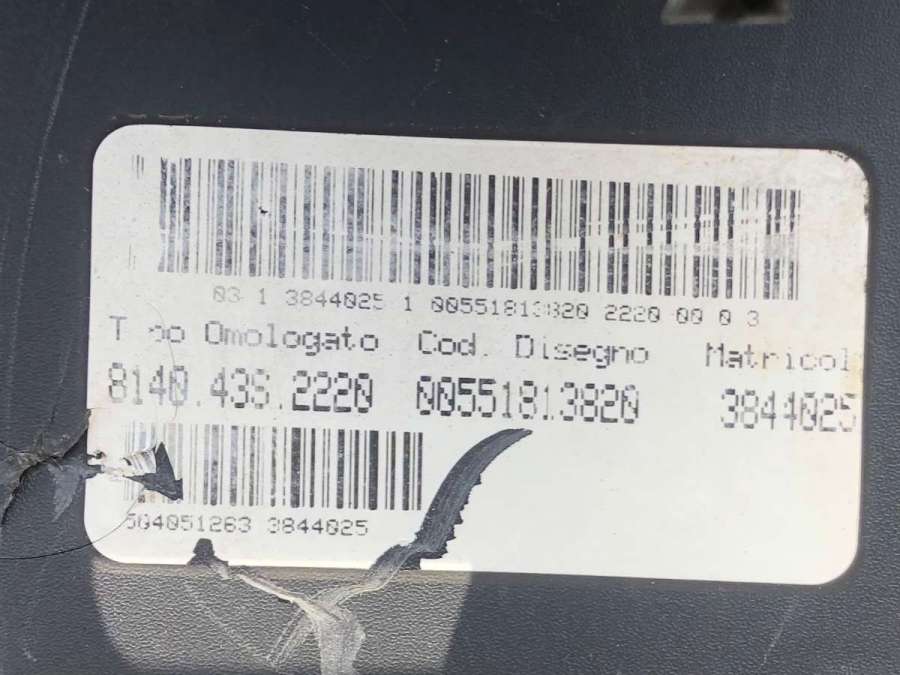 03 1 3844025 1 00551813820 2220 00 0 3
T po Omologato Cod. Disegno Matricol
8140.43S.2220 00551813820 3844025
504051263 3844025